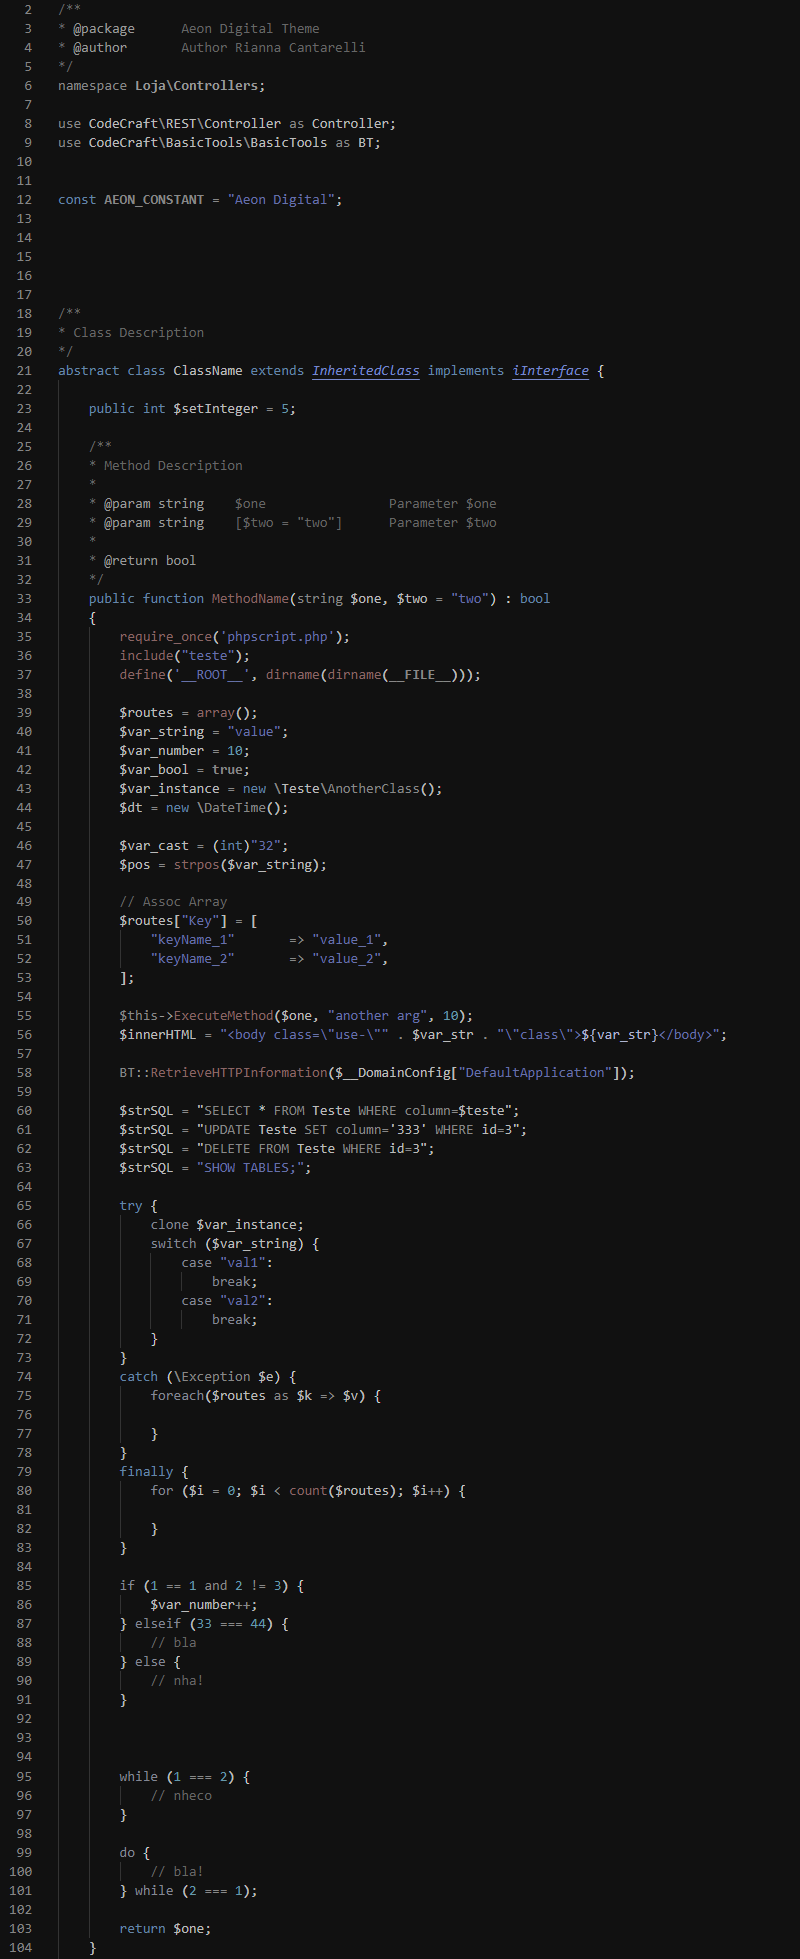 2 /**
3 * @package      Aeon Digital Theme
4 * @author       Author Rianna Cantarelli
5 */
6 namespace Loja\Controllers;
7
8 use CodeCraft\REST\Controller as Controller;
9 use CodeCraft\BasicTools\BasicTools as BT;
10
11
12 const AEON_CONSTANT = "Aeon Digital";
13
14
15
16
17
18 /**
19 * Class Description
20 */
21 abstract class ClassName extends InheritedClass implements iInterface {
22
23     public int $setInteger = 5;
24
25     /**
26     * Method Description
27     *
28     * @param string    $one                Parameter $one
29     * @param string    [$two = "two"]      Parameter $two
30     *
31     * @return bool
32     */
33     public function MethodName(string $one, $two = "two") : bool
34     {
35         require_once('phpscript.php');
36         include("teste");
37         define('__ROOT__', dirname(dirname(__FILE__)));
38
39         $routes = array();
40         $var_string = "value";
41         $var_number = 10;
42         $var_bool = true;
43         $var_instance = new \Teste\AnotherClass();
44         $dt = new \DateTime();
45
46         $var_cast = (int)"32";
47         $pos = strpos($var_string);
48
49         // Assoc Array
50         $routes["Key"] = [
51             "keyName_1"       => "value_1",
52             "keyName_2"       => "value_2",
53         ];
54
55         $this->ExecuteMethod($one, "another arg", 10);
56         $innerHTML = "<body class=\"use-\"" . $var_str . "\"class\">${var_str}</body>";
57
58         BT::RetrieveHTTPInformation($__DomainConfig["DefaultApplication"]);
59
60         $strSQL = "SELECT * FROM Teste WHERE column=$teste";
61         $strSQL = "UPDATE Teste SET column='333' WHERE id=3";
62         $strSQL = "DELETE FROM Teste WHERE id=3";
63         $strSQL = "SHOW TABLES;";
64
65         try {
66             clone $var_instance;
67             switch ($var_string) {
68                 case "val1":
69                     break;
70                 case "val2":
71                     break;
72             }
73         }
74         catch (\Exception $e) {
75             foreach($routes as $k => $v) {
76
77             }
78         }
79         finally {
80             for ($i = 0; $i < count($routes); $i++) {
81
82             }
83         }
84
85         if (1 == 1 and 2 != 3) {
86             $var_number++;
87         } elseif (33 === 44) {
88             // bla
89         } else {
90             // nha!
91         }
92
93
94
95         while (1 === 2) {
96             // nheco
97         }
98
99         do {
100             // bla!
101         } while (2 === 1);
102
103         return $one;
104     }